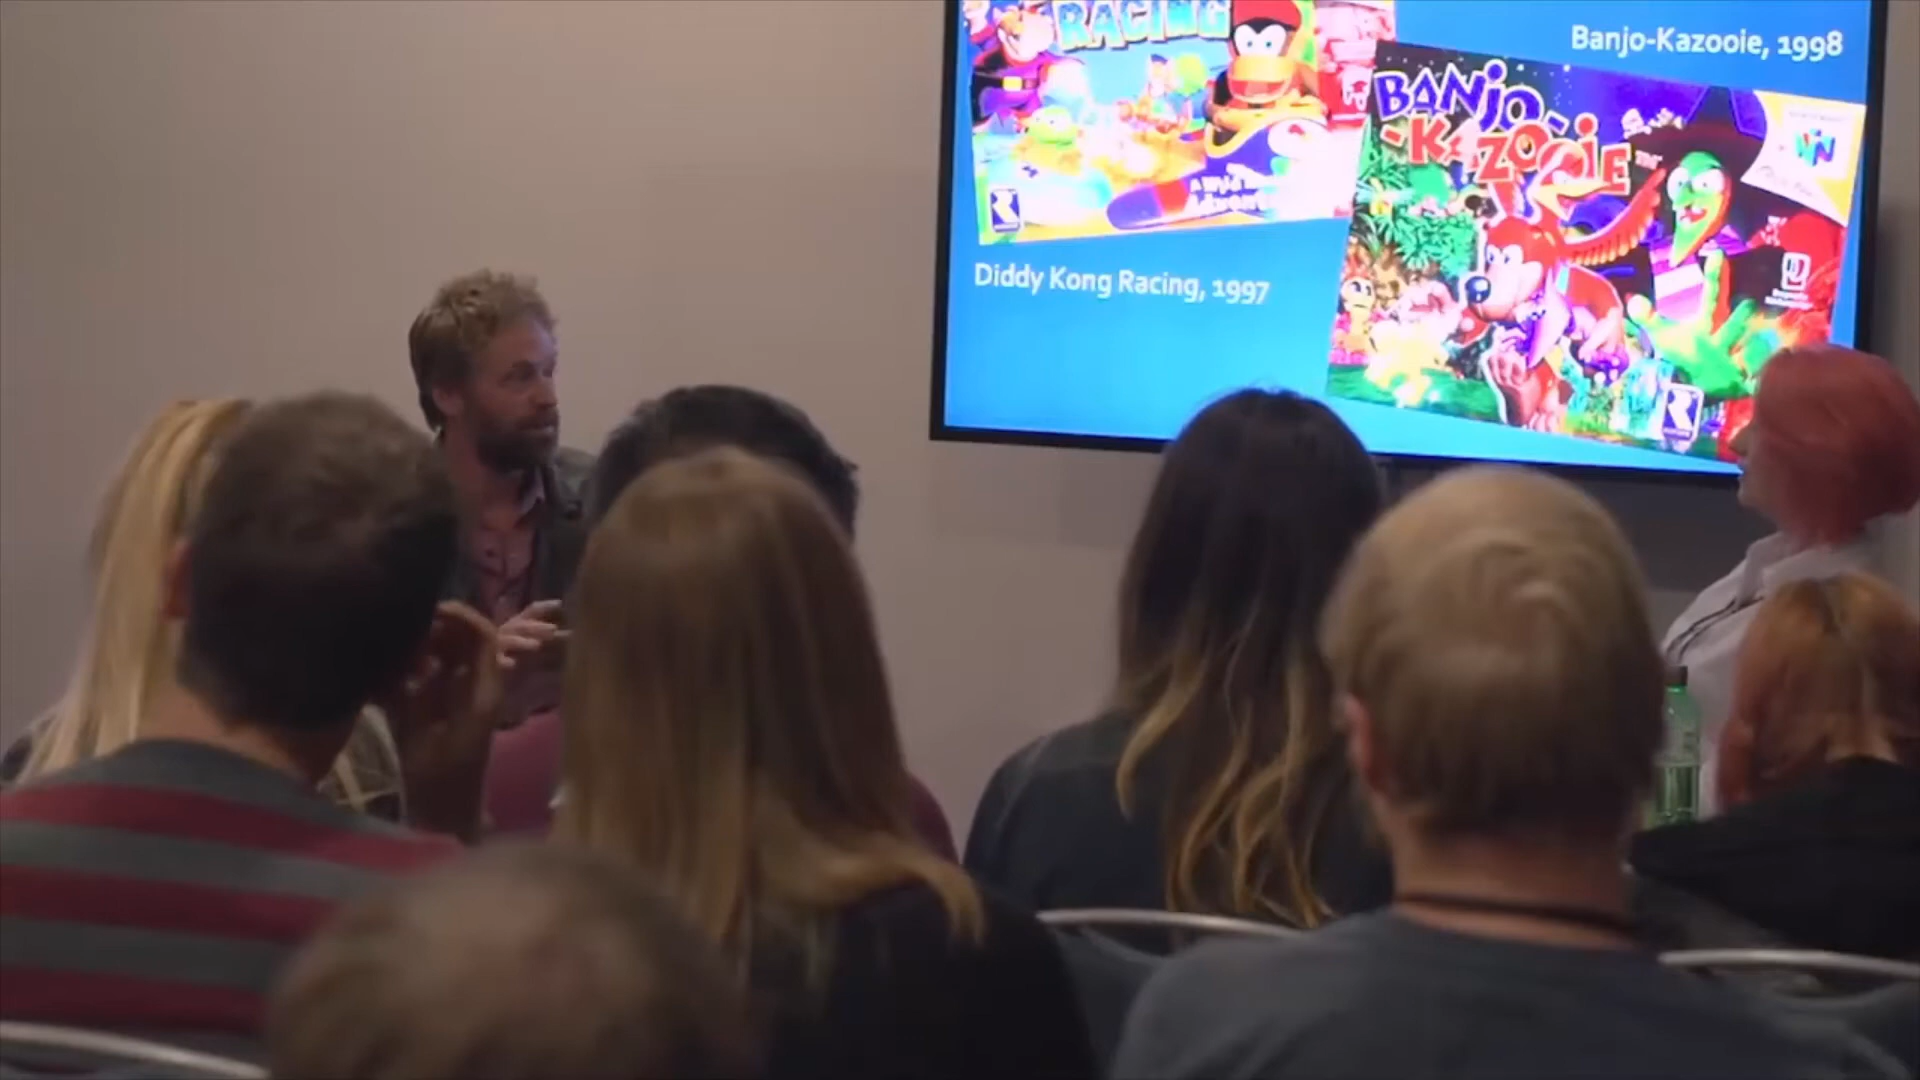 RACING
Banjo-Kazooie, 1998
BANJO-
-KAZOOIE
Diddy Kong Racing, 1997